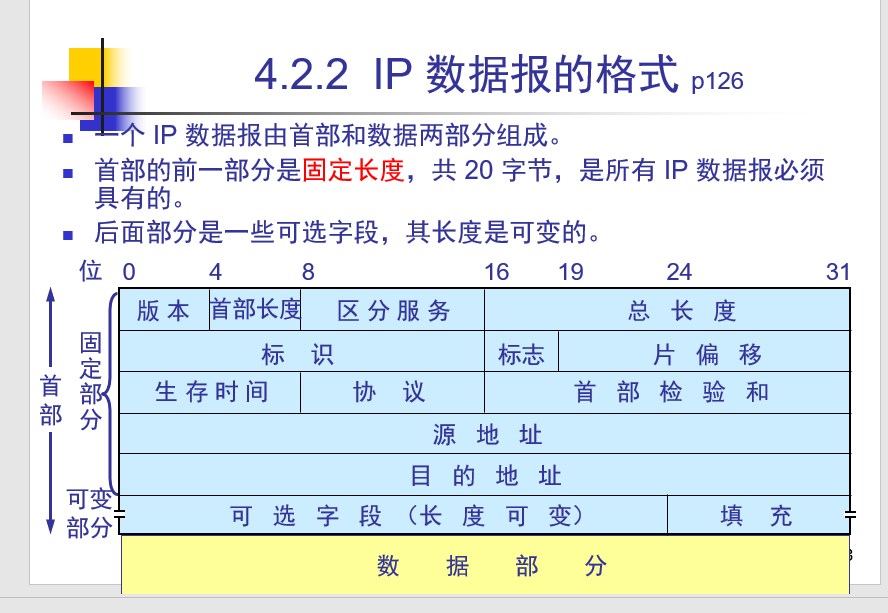 4.2.2 IP 数据报的格式 p126
一个 IP 数据报由首部和数据两部分组成。
首部的前一部分是固定长度，共 20 字节，是所有 IP 数据报必须
具有的。
后面部分是一些可选字段，其长度是可变的。
位 0 4 8 16 19 24 31
版本 首部长度 区分服务 总长度
标识 标志 片偏移
生存时间 协议 首部检验和
源地址
目的地址
可选字段（长度可变） 填充
数据部分
首部
固定部分
可变
部分